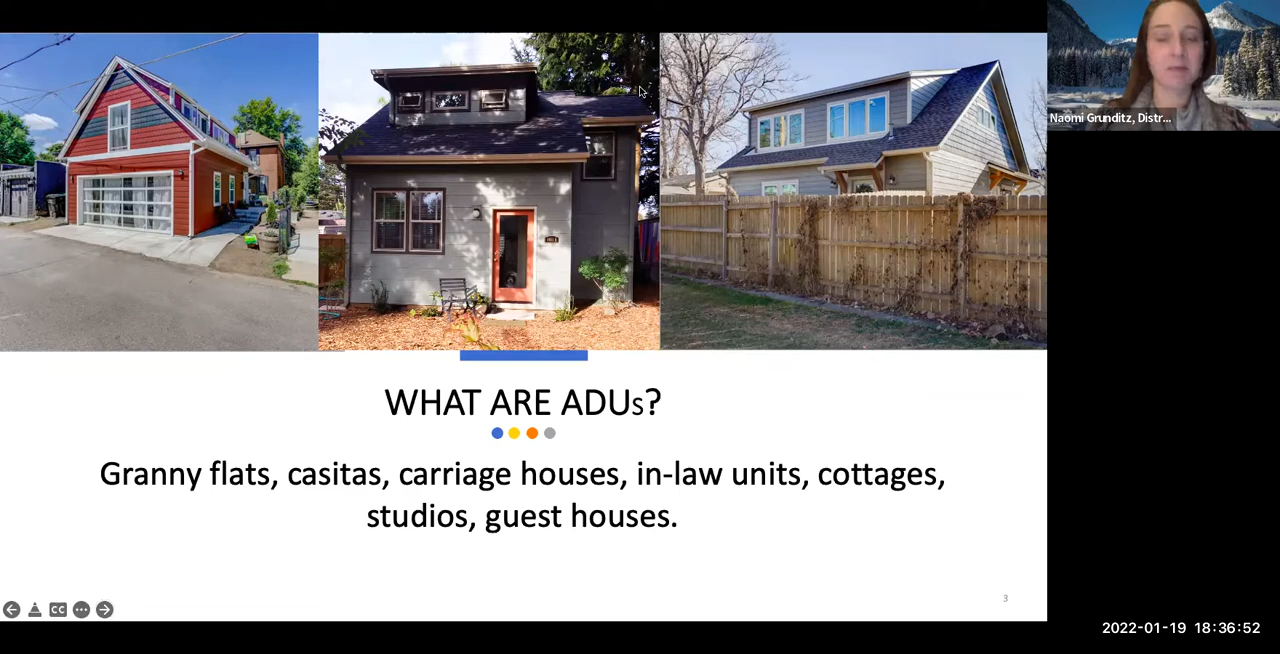 Naomi Grunditz, Distr...
WHAT ARE ADUs?
Granny flats, casitas, carriage houses, in-law units, cottages,
studios, guest houses.
CC
3
2022-01-19 18:36:52